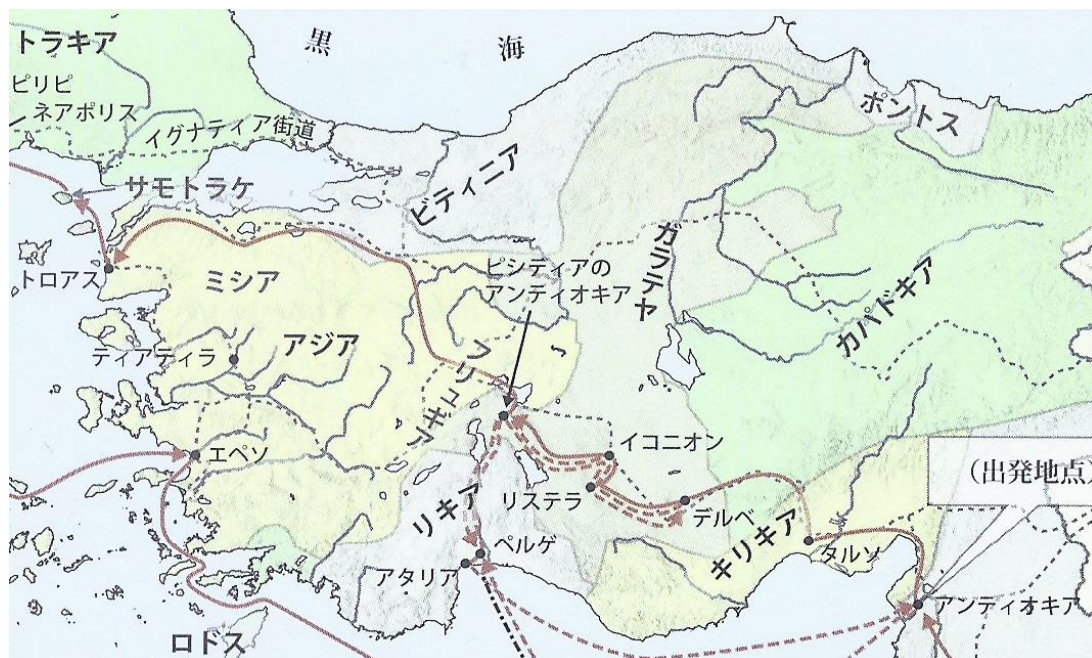 黒 海
トラキア
ピリピ
ネアポリス
イグナティア街道
サモトラケ
ビティニア
ポントス
ガラテヤ
カパドキア
トロアス
ミシア
ピシディアの
アンティオキア
ティアティラ
アジア
フリュギア
エペソ
イコニオン
リステラ
デルベ
(出発地点)
リキア
ペルゲ
アタリア
キリキア
タルソ
アンティオキア
ロドス